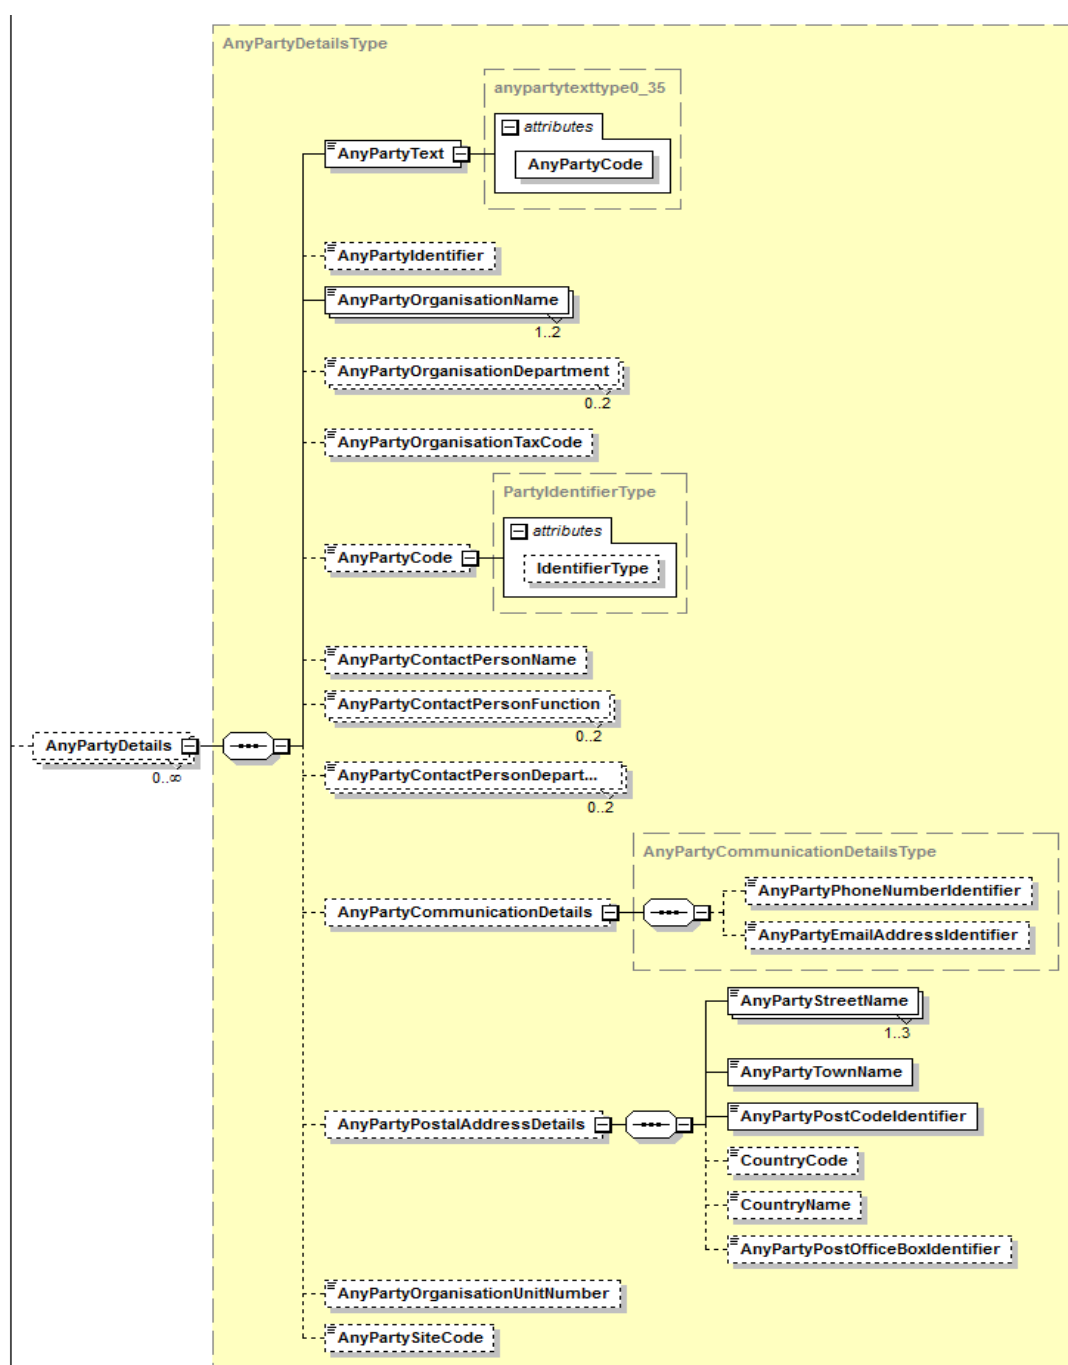 AnyPartyDetailsType
anypartytexttype0_35
attributes
AnyPartyText
AnyPartyCode
AnyPartyIdentifier
AnyPartyOrganisationName
1..2
AnyPartyOrganisationDepartment
0..2
AnyPartyOrganisationTaxCode
PartyIdentifierType
attributes
AnyPartyCode
IdentifierType
AnyPartyContactPersonName
AnyPartyContactPersonFunction
0..2
AnyPartyDetails
0..∞
AnyPartyContactPersonDepart...
0..2
AnyPartyCommunicationDetailsType
AnyPartyPhoneNumberIdentifier
AnyPartyCommunicationDetails
AnyPartyEmailAddressIdentifier
AnyPartyStreetName
1..3
AnyPartyTownName
AnyPartyPostCodeIdentifier
AnyPartyPostalAddressDetails
CountryCode
CountryName
AnyPartyPostOfficeBoxIdentifier
AnyPartyOrganisationUnitNumber
AnyPartySiteCode